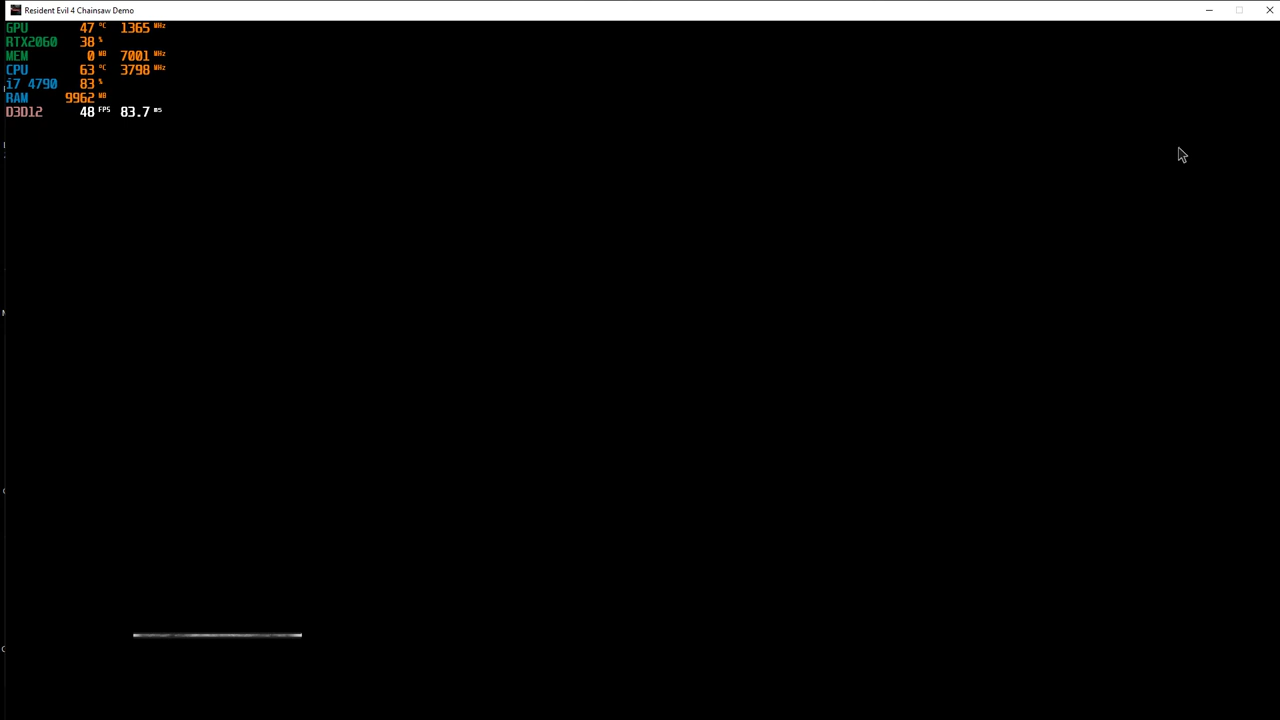 Resident Evil 4 Chainsaw Demo
GPU 47 °C 1365 MHz
RTX2060 38 %
MEM 0 MB 7001 MHz
CPU 63 °C 3798 MHz
i7 4790 83 %
RAM 9962 MB
D3D12 48 FPS 83.7 ms